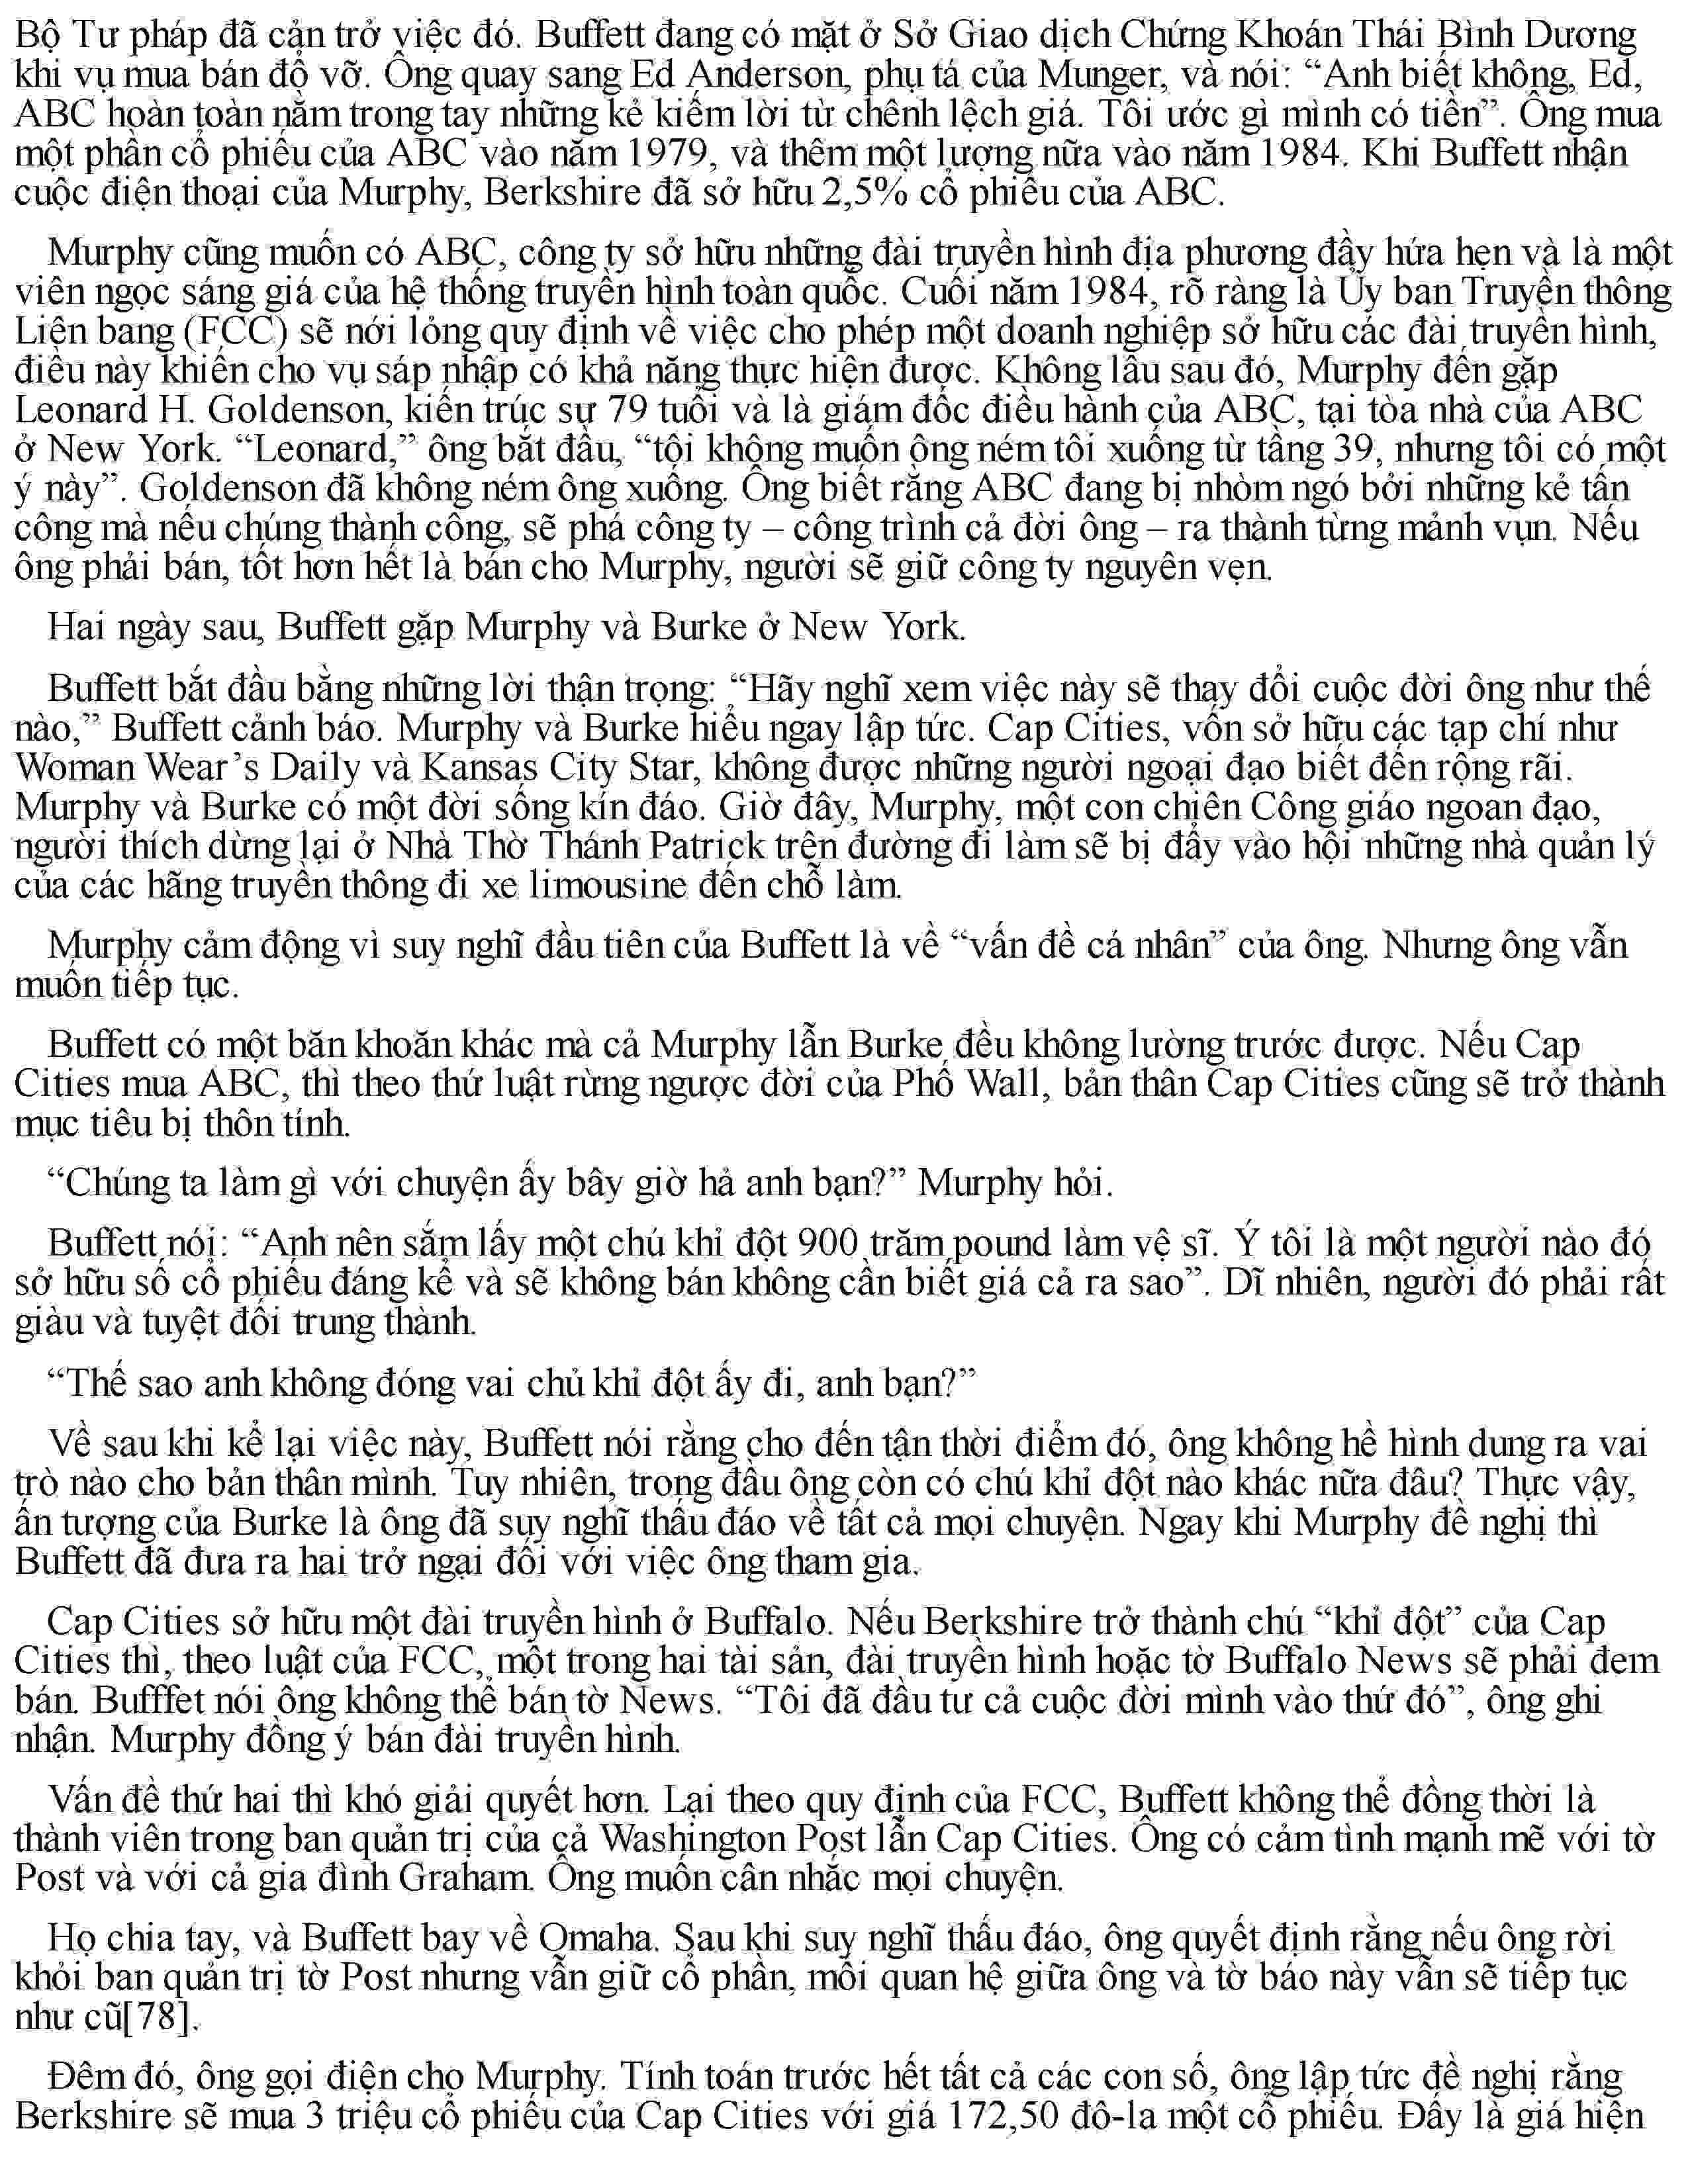 Bộ Tư pháp đã cản trở việc đó. Buffett đang có mặt ở Sở Giao dịch Chứng Khoán Thái Bình Dương
khi vụ mua bán đổ vỡ. Ông quay sang Ed Anderson, phụ tá của Munger, và nói: “Anh biết không, Ed,
ABC hoàn toàn nằm trong tay những kẻ kiếm lời từ chênh lệch giá. Tôi ước gì mình có tiền”. Ông mua
một phần cổ phiếu của ABC vào năm 1979, và thêm một lượng nữa vào năm 1984. Khi Buffett nhận
cuộc điện thoại của Murphy, Berkshire đã sở hữu 2,5% cổ phiếu của ABC.
Murphy cũng muốn có ABC, công ty sở hữu những đài truyền hình địa phương đầy hứa hẹn và là một
viên ngọc sáng giá của hệ thống truyền hình toàn quốc. Cuối năm 1984, rõ ràng là Ủy ban Truyền thông
Liên bang (FCC) sẽ nới lỏng quy định về việc cho phép một doanh nghiệp sở hữu các đài truyền hình,
điều này khiến cho vụ sáp nhập có khả năng thực hiện được. Không lâu sau đó, Murphy đến gặp
Leonard H. Goldenson, kiến trúc sư 79 tuổi và là giám đốc điều hành của ABC, tại tòa nhà của ABC
ở New York. “Leonard,” ông bắt đầu, “tôi không muốn ông ném tôi xuống từ tầng 39, nhưng tôi có một
ý này”. Goldenson đã không ném ông xuống. Ông biết rằng ABC đang bị nhòm ngó bởi những kẻ tấn
công mà nếu chúng thành công, sẽ phá công ty – công trình cả đời ông – ra thành từng mảnh vụn. Nếu
ông phải bán, tốt hơn hết là bán cho Murphy, người sẽ giữ công ty nguyên vẹn.
Hai ngày sau, Buffett gặp Murphy và Burke ở New York.
Buffett bắt đầu bằng những lời thận trọng: “Hãy nghĩ xem việc này sẽ thay đổi cuộc đời ông như thế
nào,” Buffett cảnh báo. Murphy và Burke hiểu ngay lập tức. Cap Cities, vốn sở hữu các tạp chí như
Woman Wear’s Daily và Kansas City Star, không được những người ngoại đạo biết đến rộng rãi.
Murphy và Burke có một đời sống kín đáo. Giờ đây, Murphy, một con chiên Công giáo ngoan đạo,
người thích dừng lại ở Nhà Thờ Thánh Patrick trên đường đi làm sẽ bị đẩy vào hội những nhà quản lý
của các hãng truyền thông đi xe limousine đến chỗ làm.
Murphy cảm động vì suy nghĩ đầu tiên của Buffett là về “vấn đề cá nhân” của ông. Nhưng ông vẫn
muốn tiếp tục.
Buffett có một băn khoăn khác mà cả Murphy lẫn Burke đều không lường trước được. Nếu Cap
Cities mua ABC, thì theo thứ luật rừng ngược đời của Phố Wall, bản thân Cap Cities cũng sẽ trở thành
mục tiêu bị thôn tính.
“Chúng ta làm gì với chuyện ấy bây giờ hả anh bạn?” Murphy hỏi.
Buffett nói: “Anh nên sắm lấy một chú khỉ đột 900 trăm pound làm vệ sĩ. Ý tôi là một người nào đó
sở hữu số cổ phiếu đáng kể và sẽ không bán không cần biết giá cả ra sao”. Dĩ nhiên, người đó phải rất
giàu và tuyệt đối trung thành.
“Thế sao anh không đóng vai chủ khỉ đột ấy đi, anh bạn?”
Về sau khi kể lại việc này, Buffett nói rằng cho đến tận thời điểm đó, ông không hề hình dung ra vai
trò nào cho bản thân mình. Tuy nhiên, trong đầu ông còn có chú khỉ đột nào khác nữa đâu? Thực vậy,
ấn tượng của Burke là ông đã suy nghĩ thấu đáo về tất cả mọi chuyện. Ngay khi Murphy đề nghị thì
Buffett đã đưa ra hai trở ngại đối với việc ông tham gia.
Cap Cities sở hữu một đài truyền hình ở Buffalo. Nếu Berkshire trở thành chú “khỉ đột” của Cap
Cities thì, theo luật của FCC, một trong hai tài sản, đài truyền hình hoặc tờ Buffalo News sẽ phải đem
bán. Bufffet nói ông không thể bán tờ News. “Tôi đã đầu tư cả cuộc đời mình vào thứ đó”, ông ghi
nhận. Murphy đồng ý bán đài truyền hình.
Vấn đề thứ hai thì khó giải quyết hơn. Lại theo quy định của FCC, Buffett không thể đồng thời là
thành viên trong ban quản trị của cả Washington Post lẫn Cap Cities. Ông có cảm tình mạnh mẽ với tờ
Post và với cả gia đình Graham. Ông muốn cân nhắc mọi chuyện.
Họ chia tay, và Buffett bay về Omaha. Sau khi suy nghĩ thấu đáo, ông quyết định rằng nếu ông rời
khỏi ban quản trị tờ Post nhưng vẫn giữ cổ phần, mối quan hệ giữa ông và tờ báo này vẫn sẽ tiếp tục
như cũ[78].
Đêm đó, ông gọi điện cho Murphy. Tính toán trước hết tất cả các con số, ông lập tức đề nghị rằng
Berkshire sẽ mua 3 triệu cổ phiếu của Cap Cities với giá 172,50 đô-la một cổ phiếu. Đấy là giá hiện